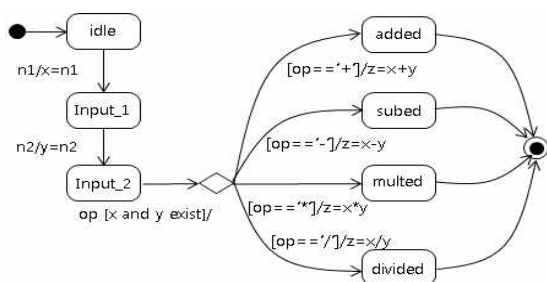 idle
n1/x=n1
Input_1
n2/y=n2
Input_2
op [x and y exist]/
added
[op=='+']/z=x+y
subed
[op=='-']/z=x-y
multed
[op=='*']/z=x*y
[op=='/']/z=x/y
divided